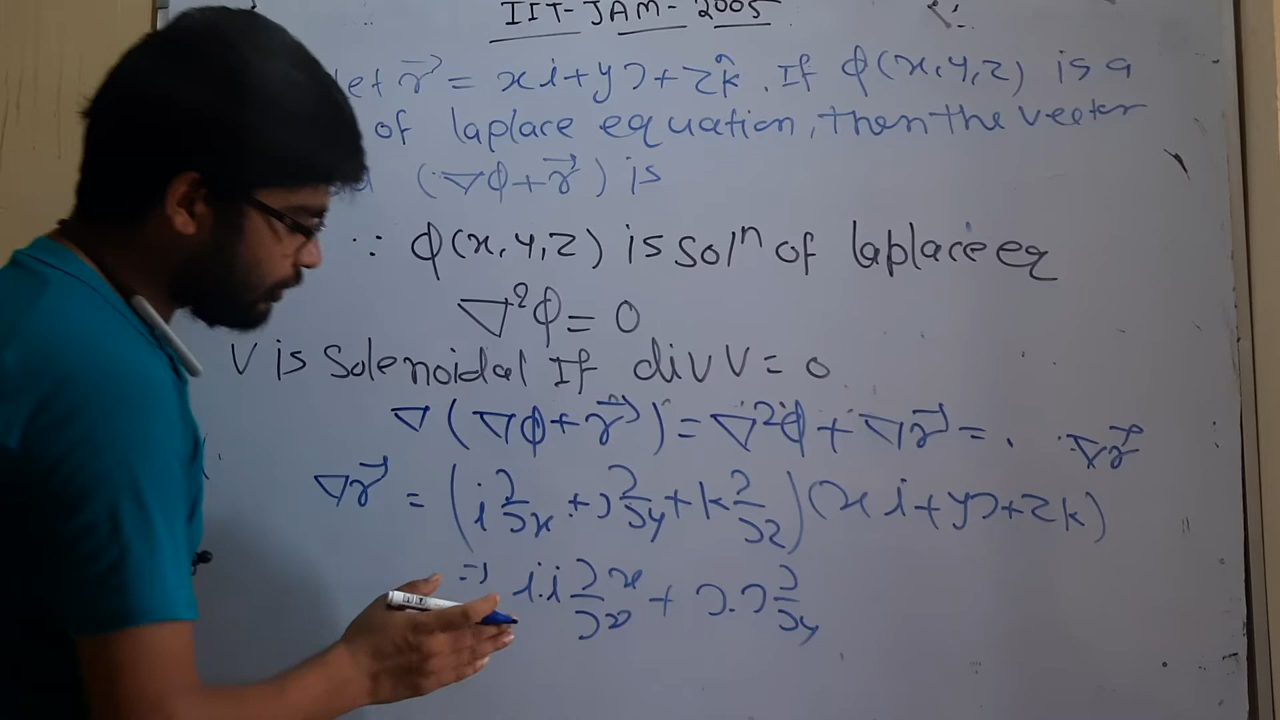 IIT-JAM-2005
let r⃗ = xi+yj+zk̂. If ϕ(x,y,z) is a
of laplace equation, then the vector
(∇ϕ+r⃗) is
∵ ϕ(x,y,z) is solⁿ of laplace eq
∇²ϕ = 0
V is solenoidal If div V = 0
∇(∇ϕ+r⃗) = ∇²ϕ + ∇r⃗ = . ∇r⃗
∇r⃗ = (i ∂/∂x + j ∂/∂y + k ∂/∂z)(xi+yj+zk)
⇒ i.i ∂x/∂x + j.j ∂/∂y